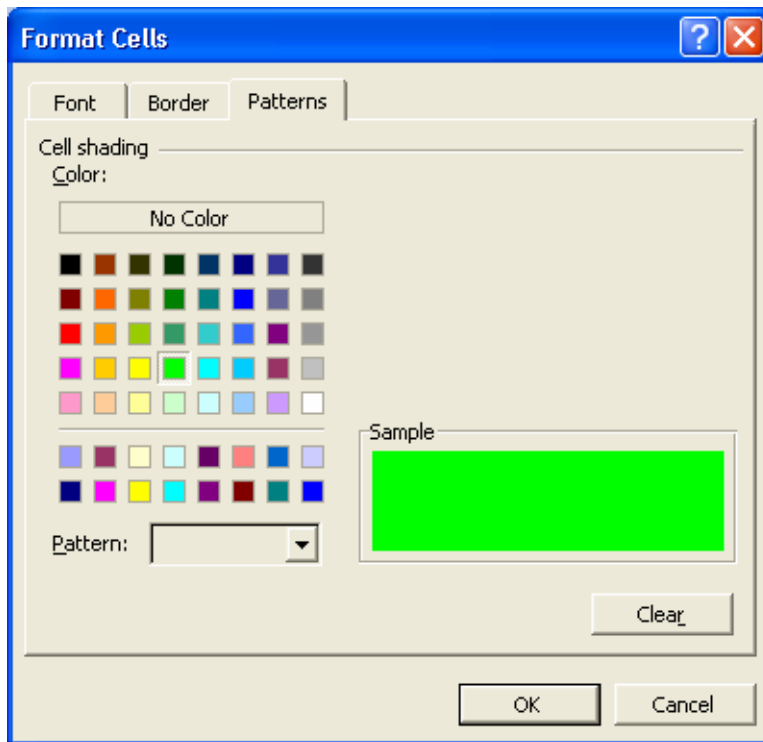 Format Cells
Font Border Patterns
Cell shading
Color:
No Color
Sample
Pattern:
Clear
OK Cancel